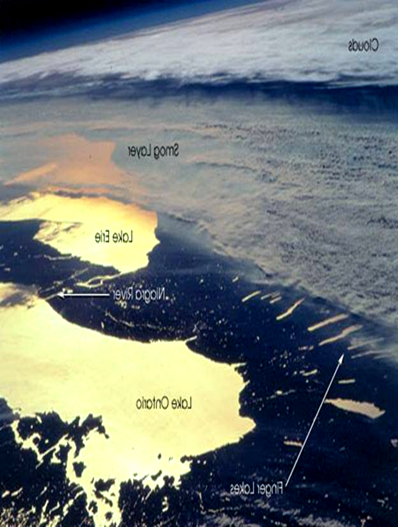 Clouds
Smog Layer
Lake Erie
Niagra River
Lake Ontario
Finger Lakes